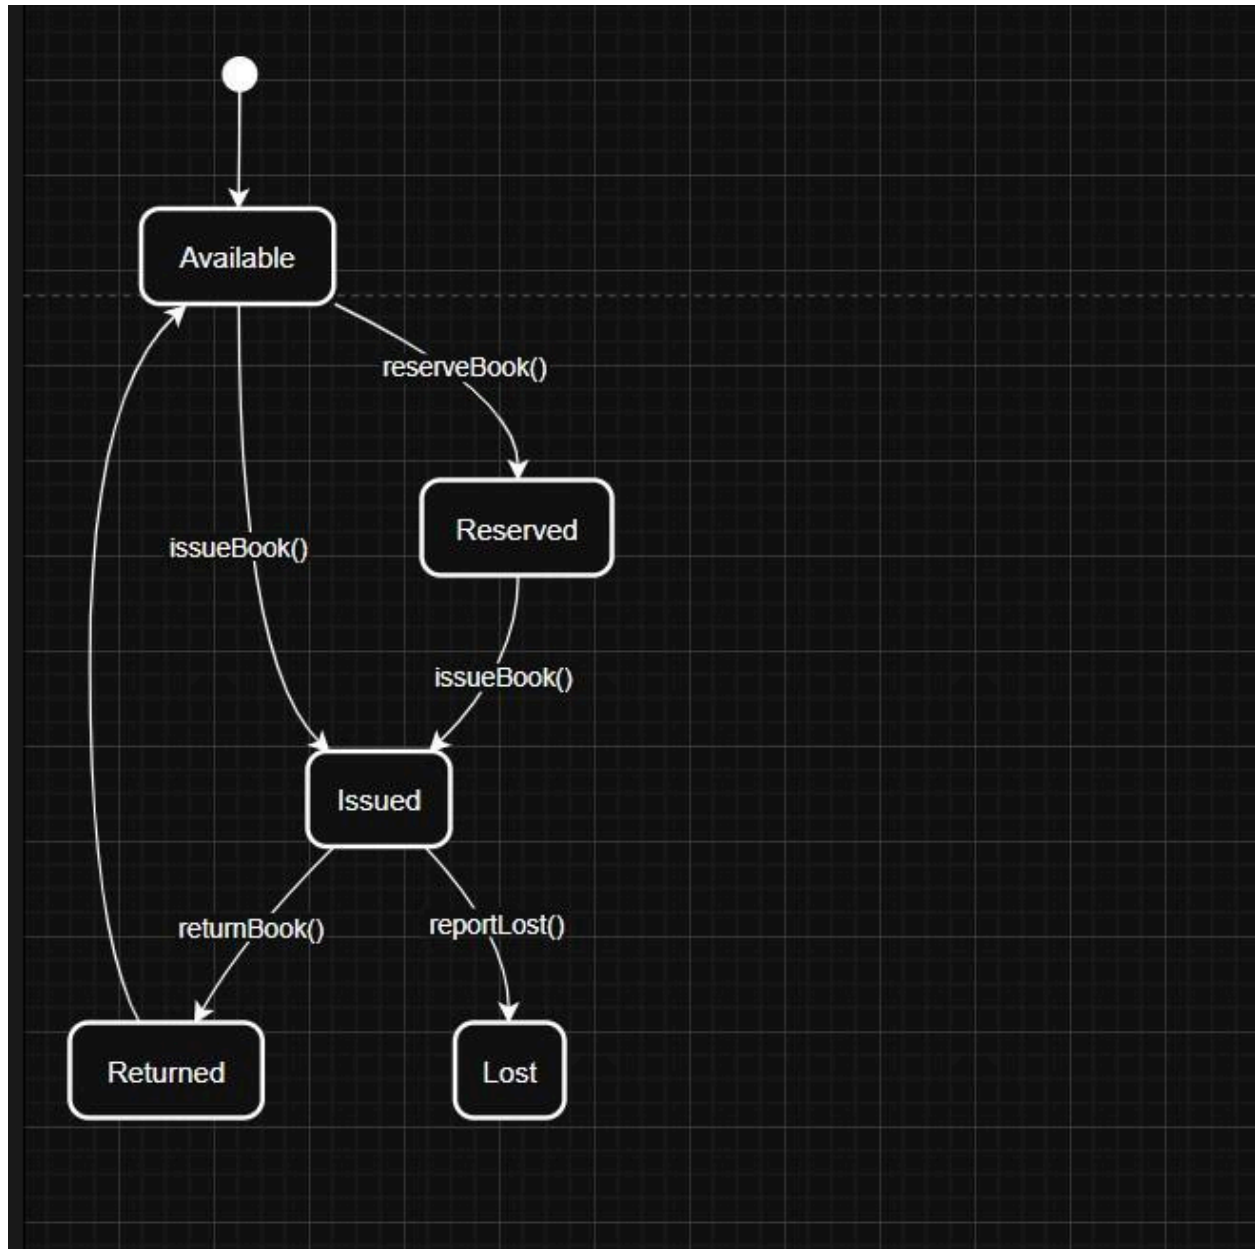 Available
reserveBook()
Reserved
issueBook()
issueBook()
Issued
returnBook()
reportLost()
Returned
Lost